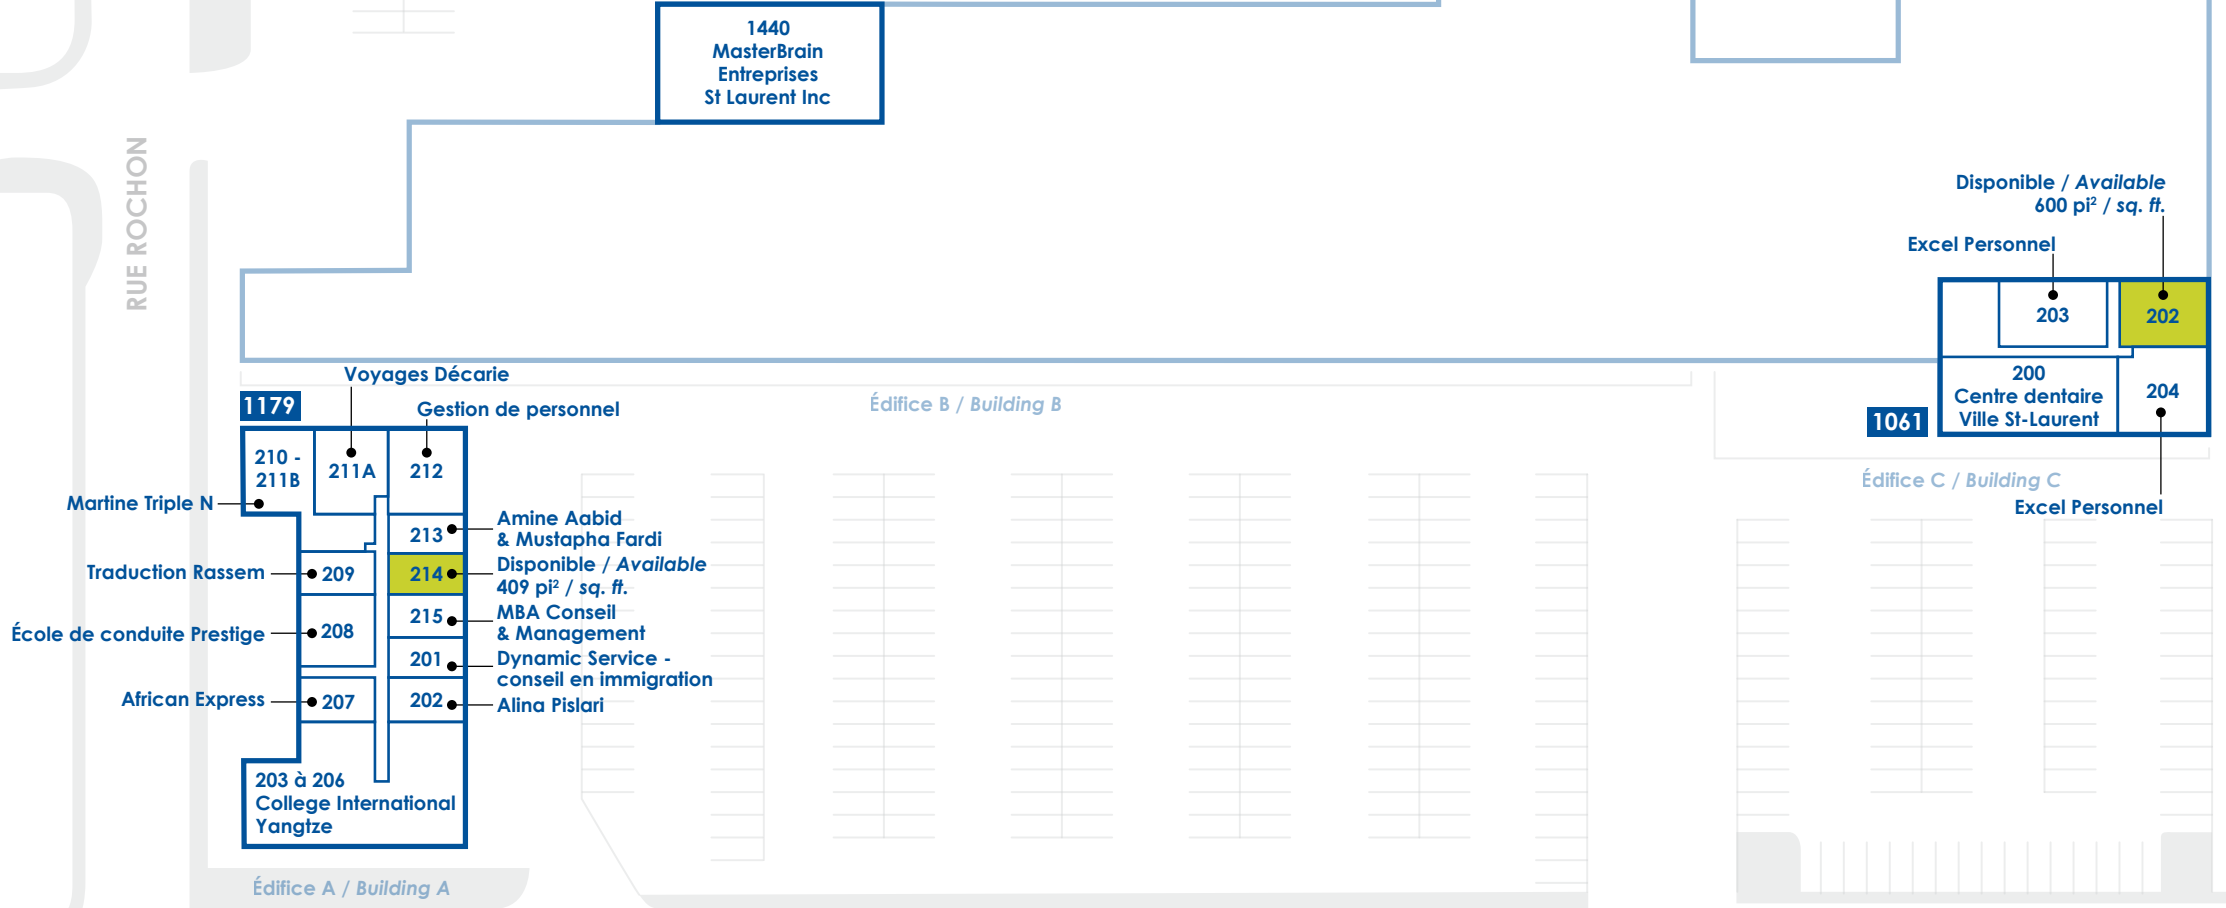 1440
MasterBrain
Entreprises
St Laurent Inc
RUE ROCHON
Disponible / Available
600 pi² / sq. ft.
Excel Personnel
203
202
200
Centre dentaire
Ville St-Laurent
204
1061
Édifice C / Building C
Excel Personnel
Édifice B / Building B
Voyages Décarie
1179
Gestion de personnel
210 -
211B
211A
212
Martine Triple N
213
Amine Aabid
& Mustapha Fardi
Traduction Rassem
209
214
Disponible / Available
409 pi² / sq. ft.
École de conduite Prestige
208
215
MBA Conseil
& Management
201
Dynamic Service -
conseil en immigration
African Express
207
202
Alina Pislari
203 à 206
College International
Yangtze
Édifice A / Building A